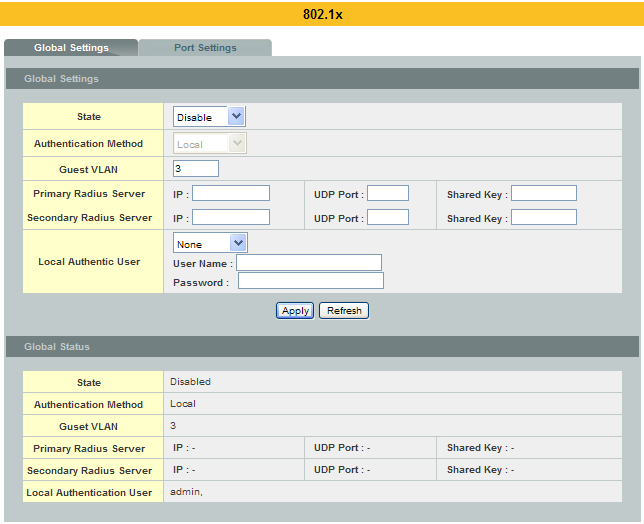 802.1x
Global Settings Port Settings
Global Settings
State Disable
Authentication Method Local
Guest VLAN 3
Primary Radius Server IP : UDP Port : Shared Key :
Secondary Radius Server IP : UDP Port : Shared Key :
None
Local Authentic User User Name :
Password :
Apply Refresh
Global Status
State Disabled
Authentication Method Local
Guset VLAN 3
Primary Radius Server IP : - UDP Port : - Shared Key : -
Secondary Radius Server IP : - UDP Port : - Shared Key : -
Local Authentication User admin,